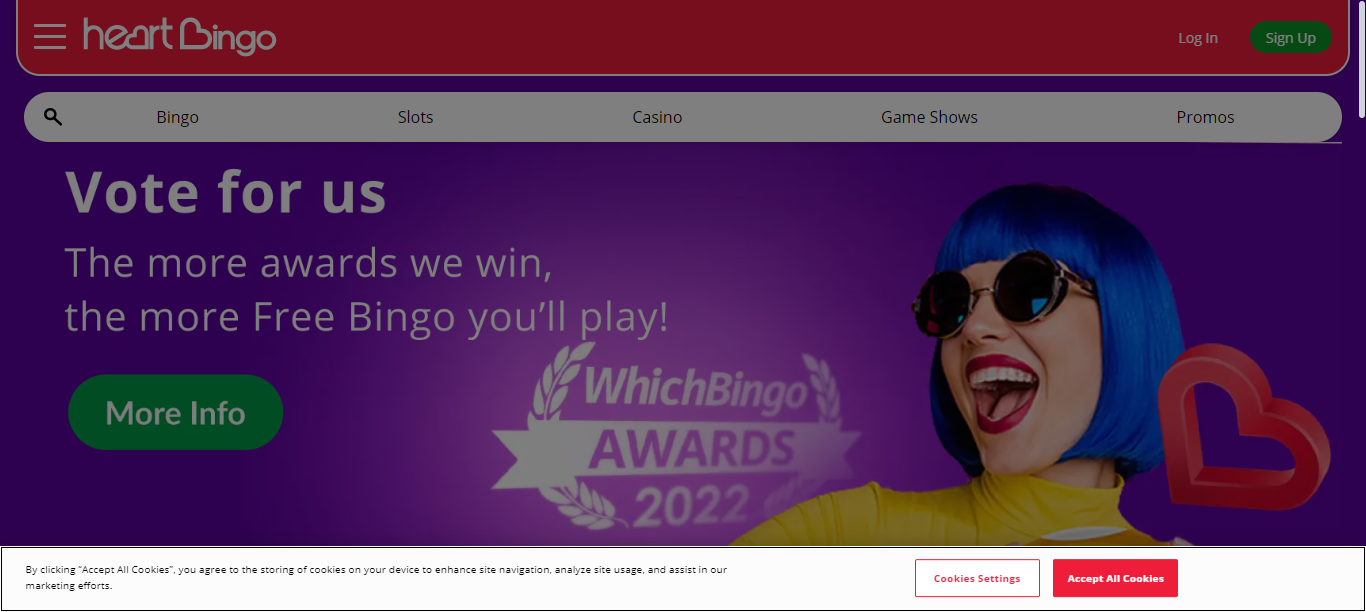 heart Bingo
Log In
Sign Up
Bingo
Slots
Casino
Game Shows
Promos
Vote for us
The more awards we win,
the more Free Bingo you’ll play!
More Info
WhichBingo
AWARDS
2022
By clicking “Accept All Cookies”, you agree to the storing of cookies on your device to enhance site navigation, analyze site usage, and assist in our
marketing efforts.
Cookies Settings
Accept All Cookies